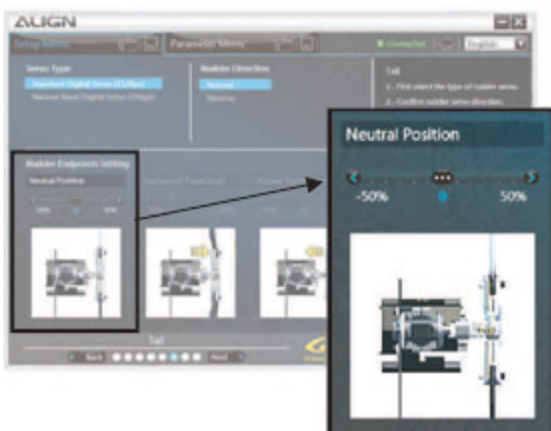 ALIGN
Setup Menu
Parameter Memu
Connected
English
Servo Type
Standard Digital Servo (1520μs)
Narrow Band Digital Servo (760μs)
Rudder Direction
Normal
Reverse
Tail
1. First select the type of rudder servo.
2. Confirm rudder servo direction.
Rudder Endpoints Setting
Neutral Position
-50%
0
50%
Neutral Position
-50%
0
50%
Tail
Back
Next